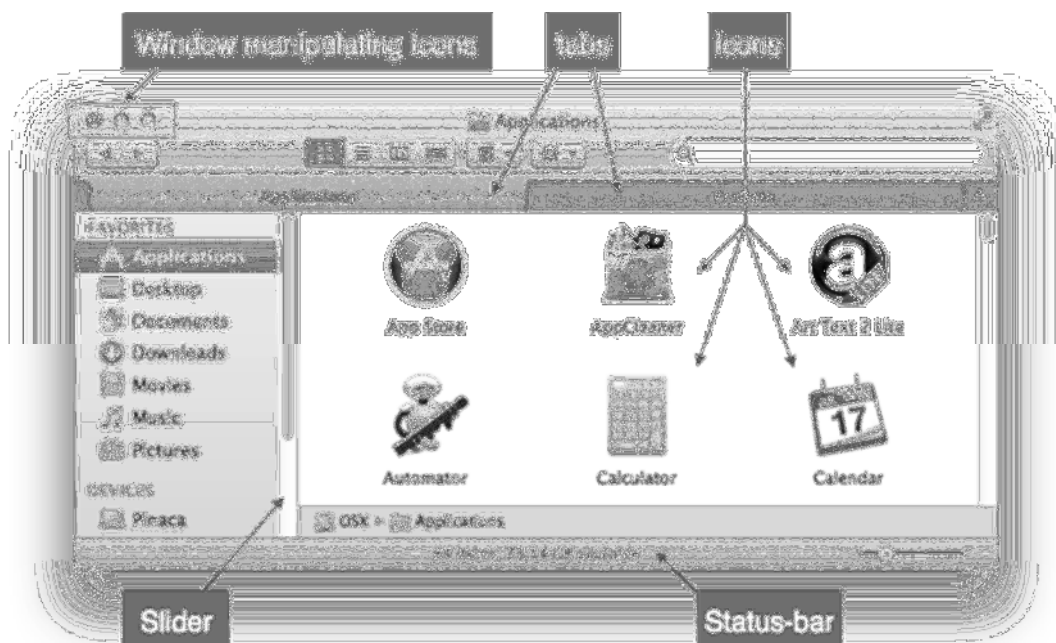 Window manipulating icons
tabs
Icons
Applications
FAVORITES
Applications
Desktop
Documents
Downloads
Movies
Music
Pictures
DEVICES
Pinaca
App Store
AppCleaner
Art Text 2 Lite
Automator
Calculator
17
Calendar
OSX
Applications
Slider
Status-bar